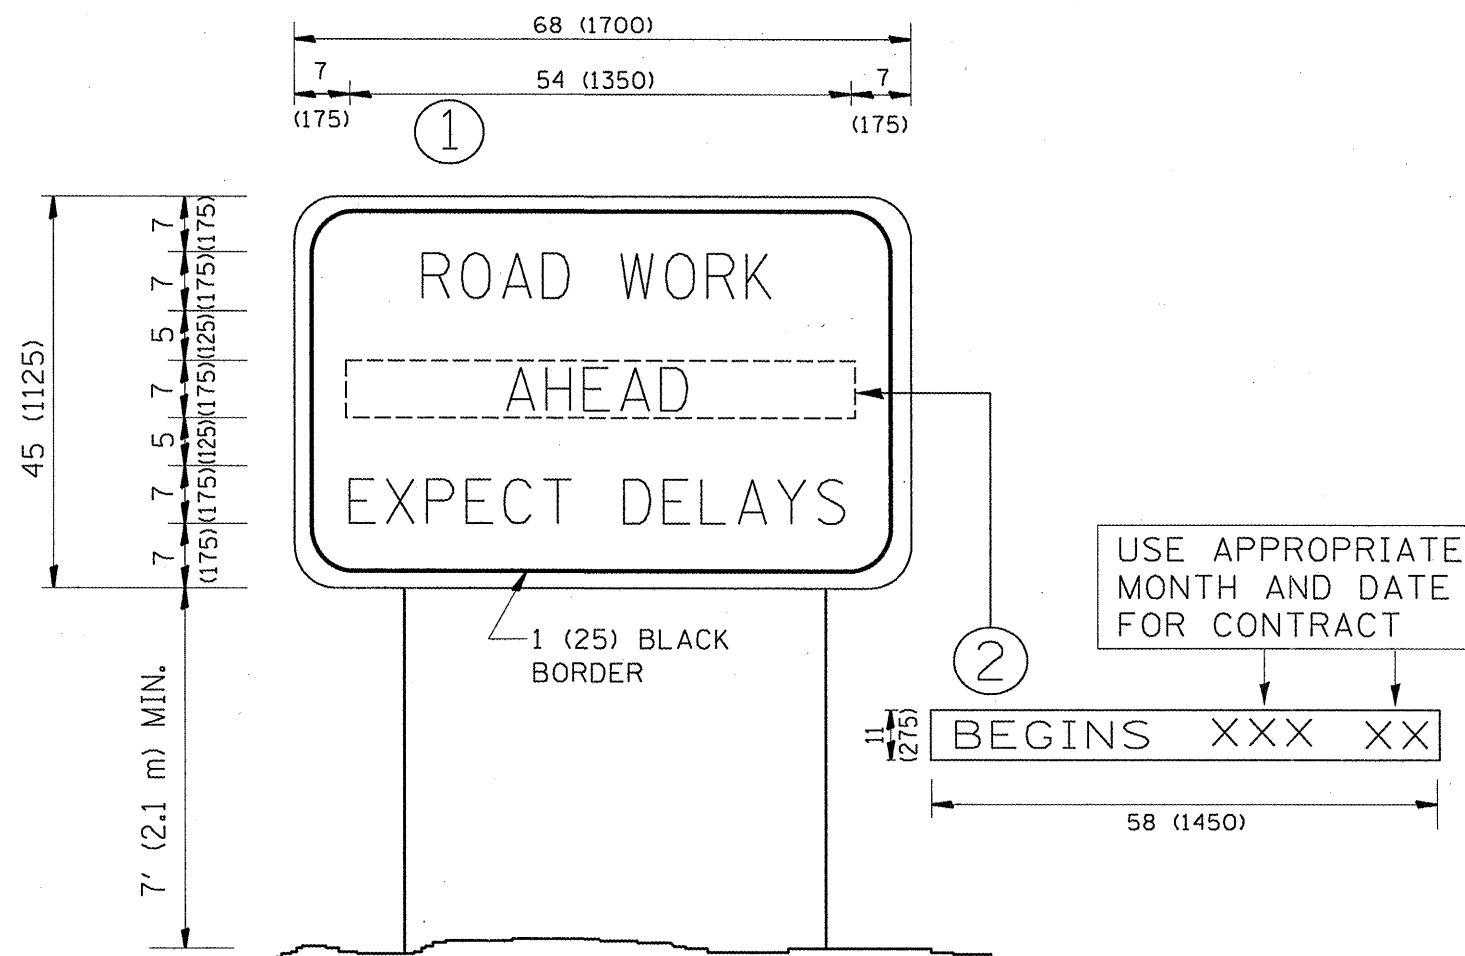 68 (1700)
7 54 (1350) 7
(175) (175)
1
7 (175)
7 (175)
5 (125)
7 (175)
5 (125)
7 (175)
7 (175)
45 (1125)
ROAD WORK
AHEAD
EXPECT DELAYS
1 (25) BLACK
BORDER
7' (2.1 m) MIN.
USE APPROPRIATE
MONTH AND DATE
FOR CONTRACT
2
11
(275)
BEGINS XXX XX
58 (1450)